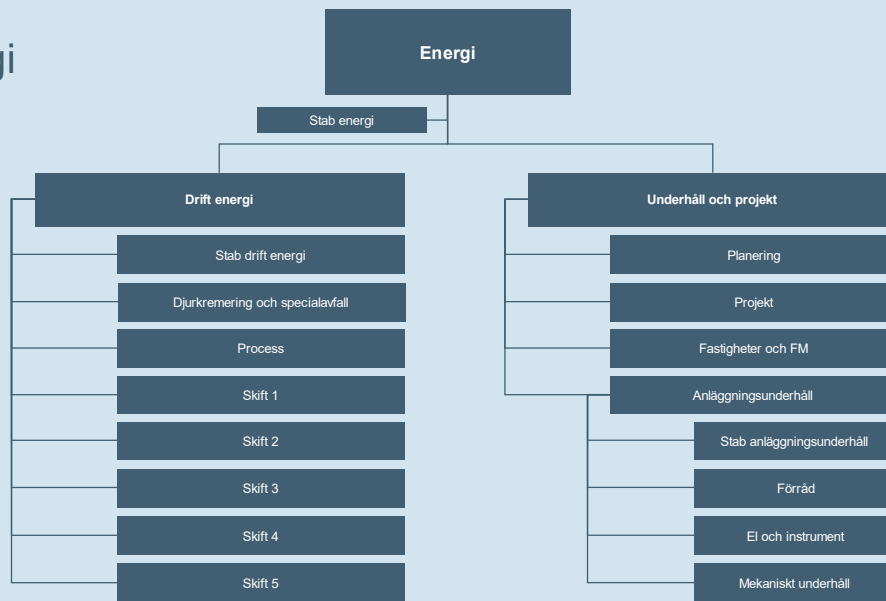 Energi
Stab energi
Drift energi
Stab drift energi
Djurkremering och specialavfall
Process
Skift 1
Skift 2
Skift 3
Skift 4
Skift 5
Underhåll och projekt
Planering
Projekt
Fastigheter och FM
Anläggningsunderhåll
Stab anläggningsunderhåll
Förråd
El och instrument
Mekaniskt underhåll